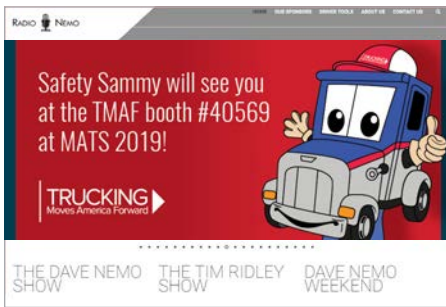 RADIO NEMO
HOME OUR SPONSORS DRIVER TOOLS ABOUT US CONTACT US
Safety Sammy will see you
at the TMAF booth #40569
at MATS 2019!
TRUCKING
Moves America Forward
TRUCKING
THE DAVE NEMO
SHOW
THE TIM RIDLEY
SHOW
DAVE NEMO
WEEKEND